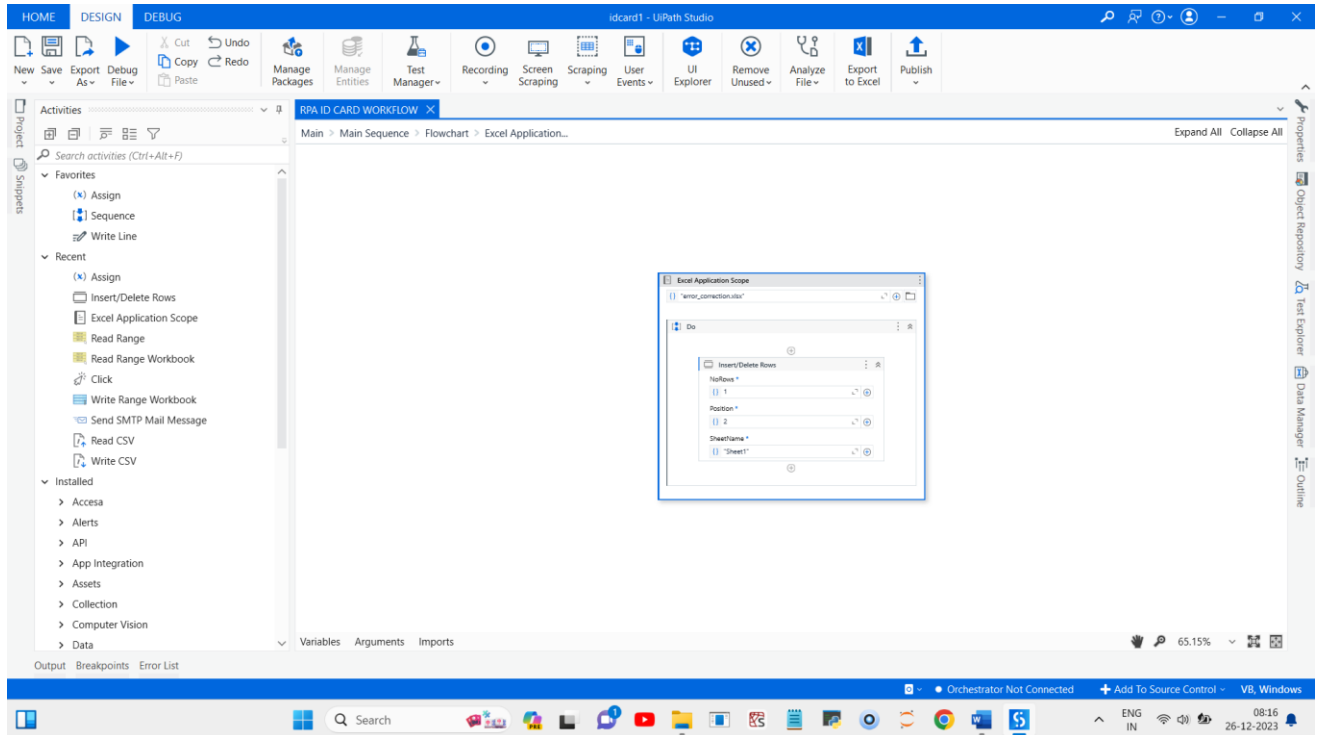 HOME DESIGN DEBUG idcard1 - UiPath Studio
New Save Export As Debug File Cut Copy Paste Undo Redo Manage Packages Manage Entities Test Manager Recording Screen Scraping Scraping User Events UI Explorer Remove Unused Analyze File Export to Excel Publish
Project
Snippets
Activities
Search activities (Ctrl+Alt+F)
Favorites
(x) Assign
Sequence
Write Line
Recent
(x) Assign
Insert/Delete Rows
Excel Application Scope
Read Range
Read Range Workbook
Click
Write Range Workbook
Send SMTP Mail Message
Read CSV
Write CSV
Installed
Accesa
Alerts
API
App Integration
Assets
Collection
Computer Vision
Data
RPA ID CARD WORKFLOW
Main > Main Sequence > Flowchart > Excel Application... Expand All Collapse All
Excel Application Scope
"error_correction.xlsx"
Do
Insert/Delete Rows
NoRows *
1
Position *
2
SheetName *
"Sheet1"
Properties
Object Repository
Test Explorer
Data Manager
Outline
Variables Arguments Imports 65.15%
Output Breakpoints Error List
Orchestrator Not Connected Add To Source Control VB, Windows
Search ENG IN 08:16 26-12-2023